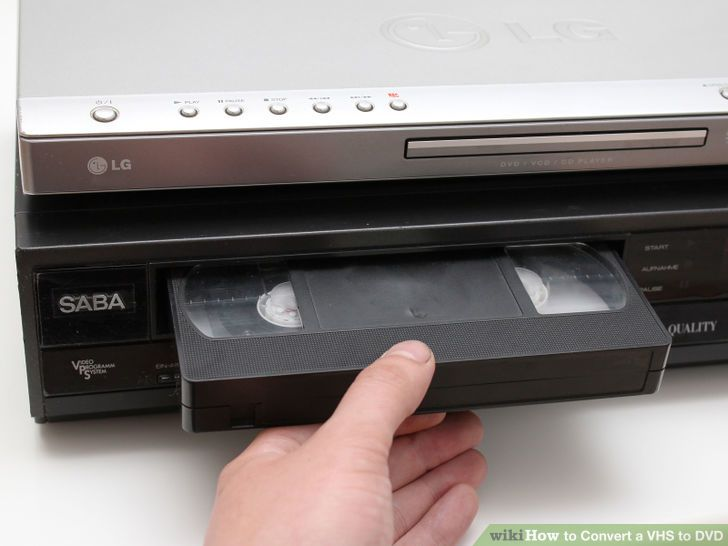 LG
PLAY
PAUSE
STOP
LG
DVD / VCD / CD PLAYER
SABA
START
AUFNAHME
PAUSE
QUALITY
VIDEO
PROGRAMM
SYSTEM
wikiHow to Convert a VHS to DVD